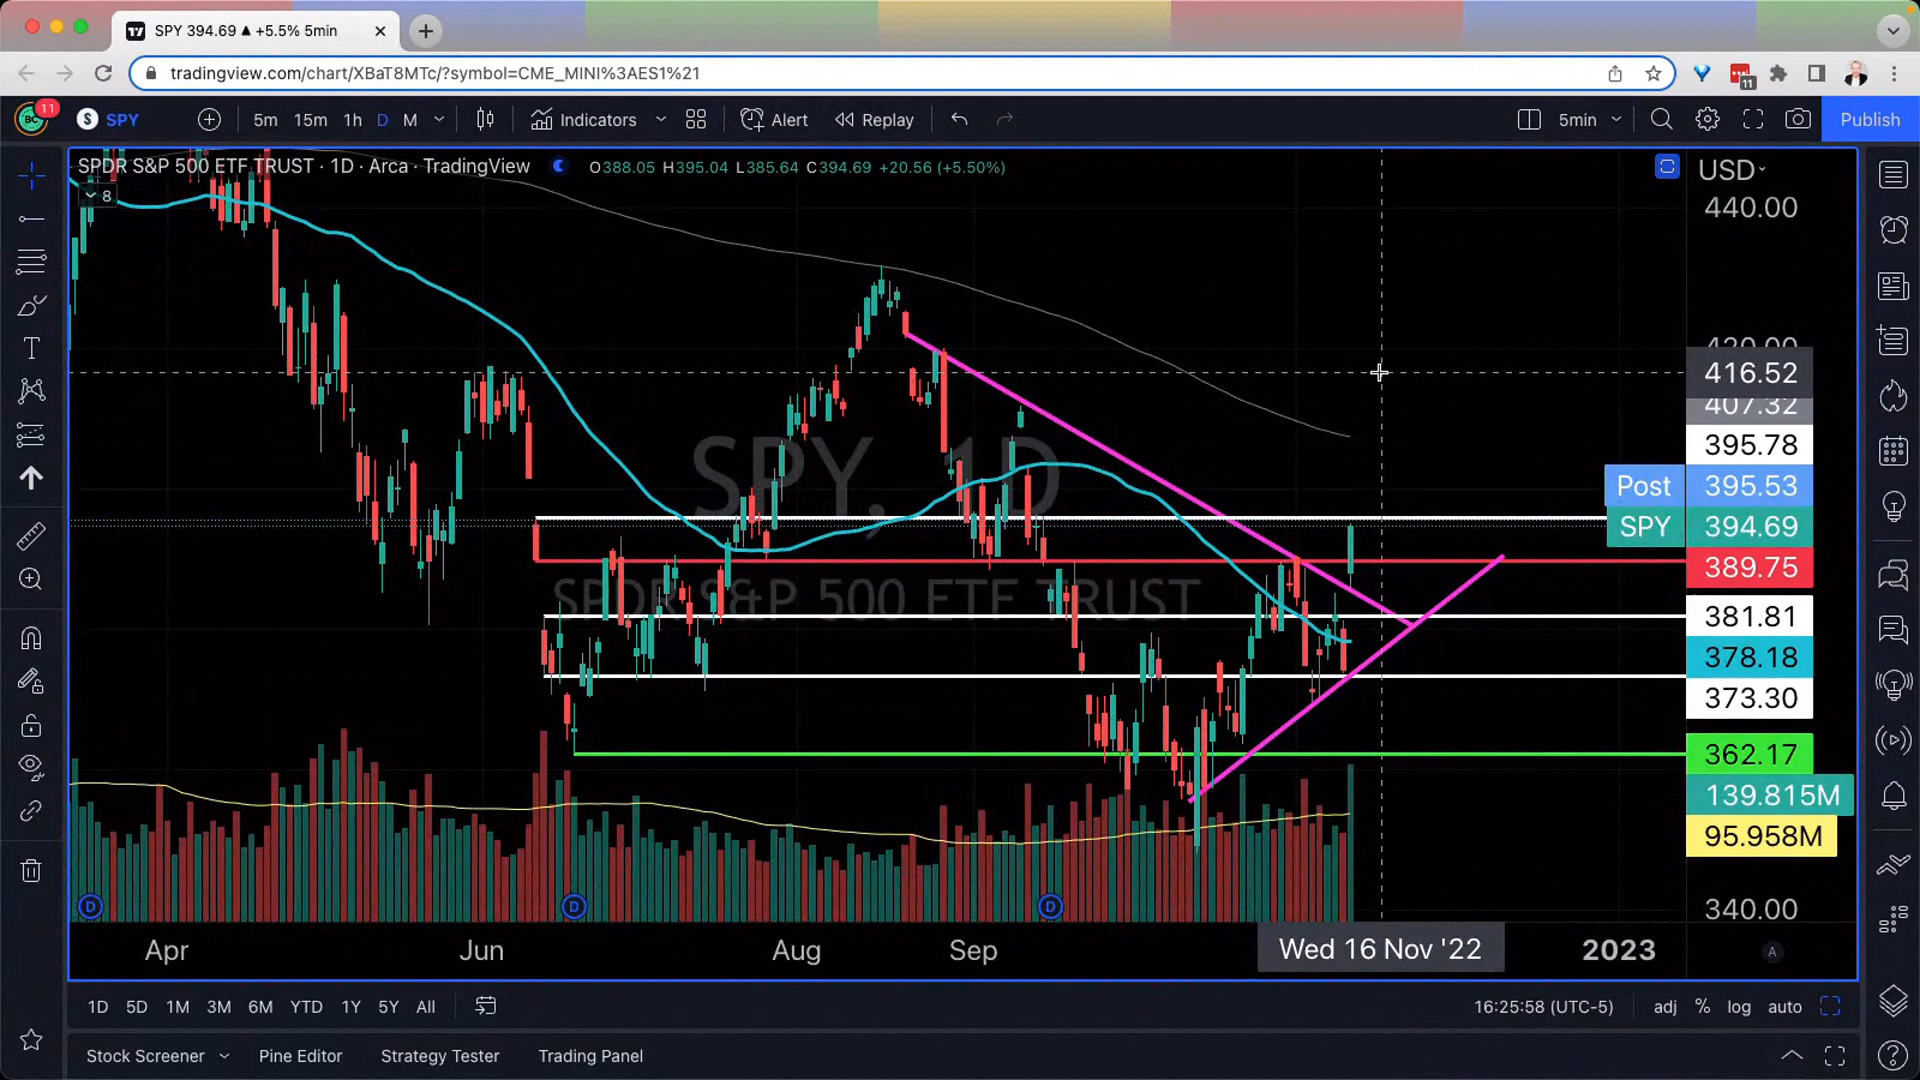 SPY 394.69 ▲ +5.5% 5min
tradingview.com/chart/XBaT8MTc/?symbol=CME_MINI%3AES1%21
11
11
BC
S SPY
5m 15m 1h D M
Indicators
Alert
Replay
5min
Publish
SPDR S&P 500 ETF TRUST · 1D · Arca · TradingView
O388.05 H395.04 L385.64 C394.69 +20.56 (+5.50%)
8
USD
440.00
420.00
416.52
407.32
395.78
Post 395.53
SPY 394.69
389.75
381.81
378.18
373.30
362.17
139.815M
95.958M
340.00
SPY, 1D
SPDR S&P 500 ETF TRUST
D D D
Apr Jun Aug Sep Wed 16 Nov '22 2023
A
1D 5D 1M 3M 6M YTD 1Y 5Y All
16:25:58 (UTC-5) adj % log auto
Stock Screener Pine Editor Strategy Tester Trading Panel